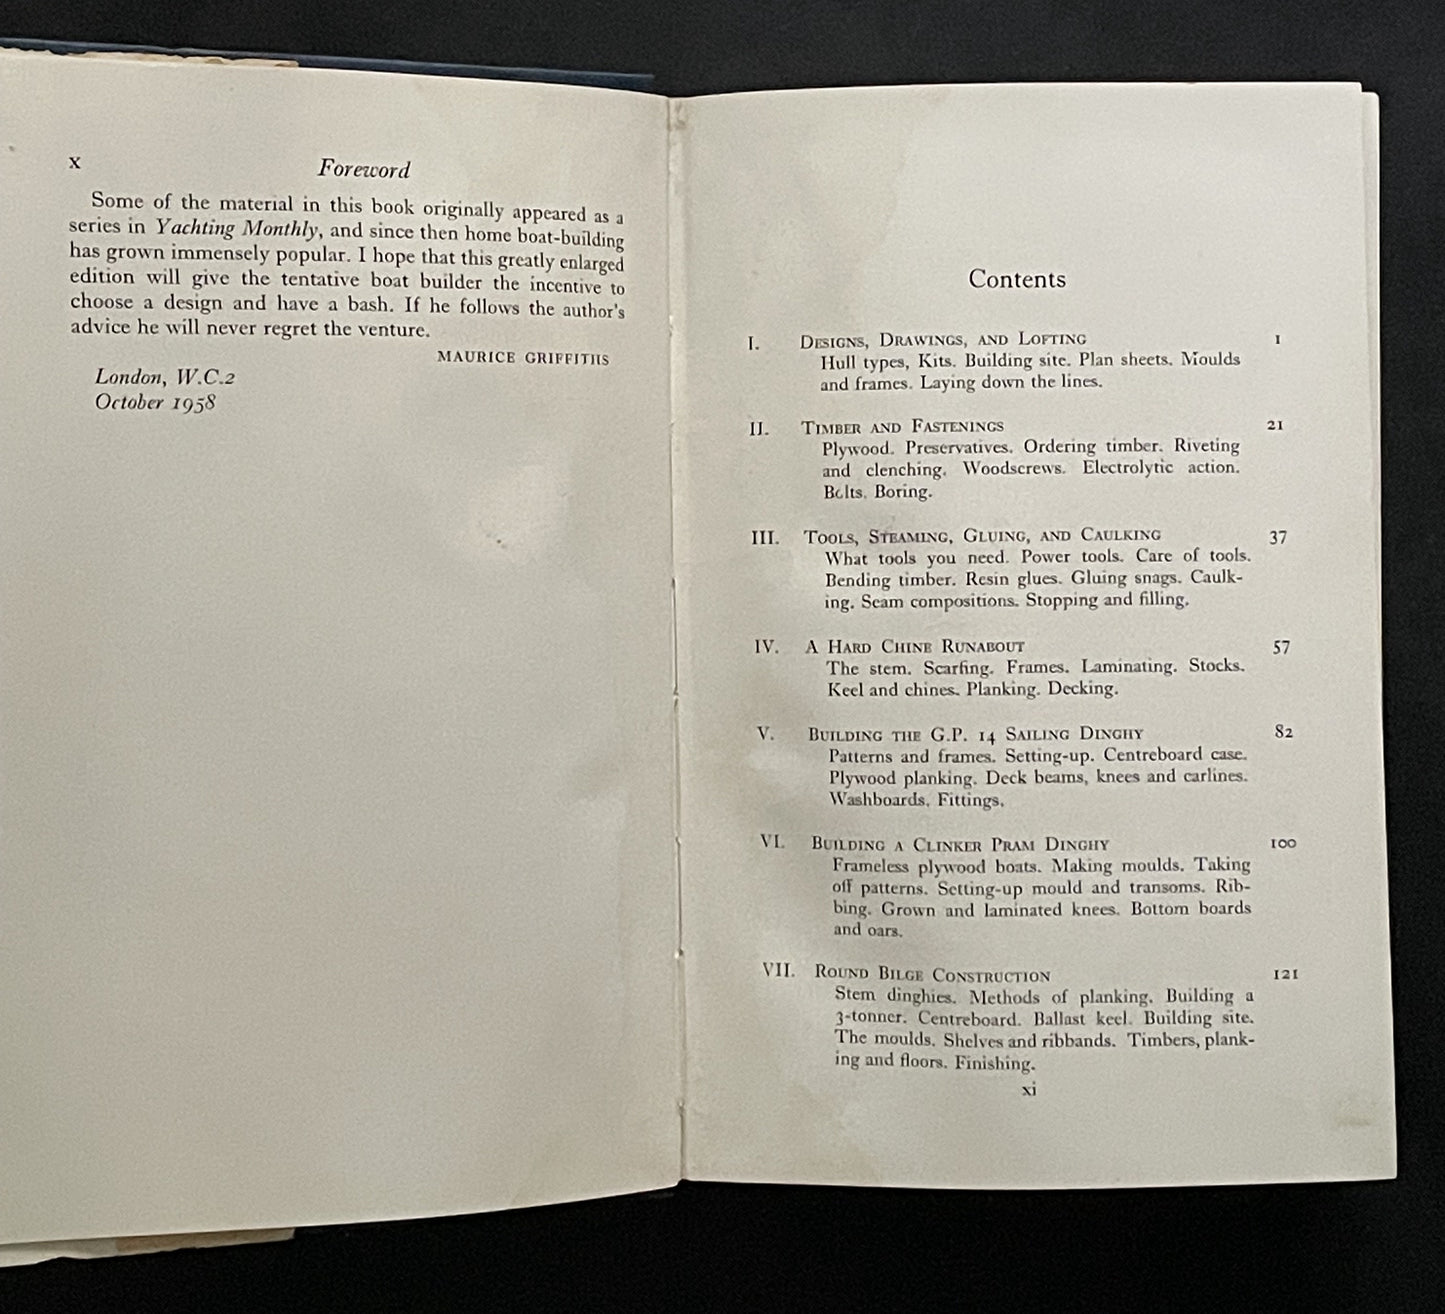 x
Foreword
Some of the material in this book originally appeared as a
series in Yachting Monthly, and since then home boat-building
has grown immensely popular. I hope that this greatly enlarged
edition will give the tentative boat builder the incentive to
choose a design and have a bash. If he follows the author's
advice he will never regret the venture.
MAURICE GRIFFITHS
London, W.C.2
October 1958
Contents
I. DESIGNS, DRAWINGS, AND LOFTING 1
Hull types, Kits. Building site. Plan sheets. Moulds
and frames. Laying down the lines.
II. TIMBER AND FASTENINGS 21
Plywood. Preservatives. Ordering timber. Riveting
and clenching. Woodscrews. Electrolytic action.
Bolts. Boring.
III. TOOLS, STEAMING, GLUING, AND CAULKING 37
What tools you need. Power tools. Care of tools.
Bending timber. Resin glues. Gluing snags. Caulk-
ing. Seam compositions. Stopping and filling.
IV. A HARD CHINE RUNABOUT 57
The stem. Scarfing. Frames. Laminating. Stocks.
Keel and chines. Planking. Decking.
V. BUILDING THE G.P. 14 SAILING DINGHY 82
Patterns and frames. Setting-up. Centreboard case.
Plywood planking. Deck beams, knees and carlines.
Washboards. Fittings.
VI. BUILDING A CLINKER PRAM DINGHY 100
Frameless plywood boats. Making moulds. Taking
off patterns. Setting-up mould and transoms. Rib-
bing. Grown and laminated knees. Bottom boards
and oars.
VII. ROUND BILGE CONSTRUCTION 121
Stem dinghies. Methods of planking. Building a
3-tonner. Centreboard. Ballast keel. Building site.
The moulds. Shelves and ribbands. Timbers, plank-
ing and floors. Finishing.
xi